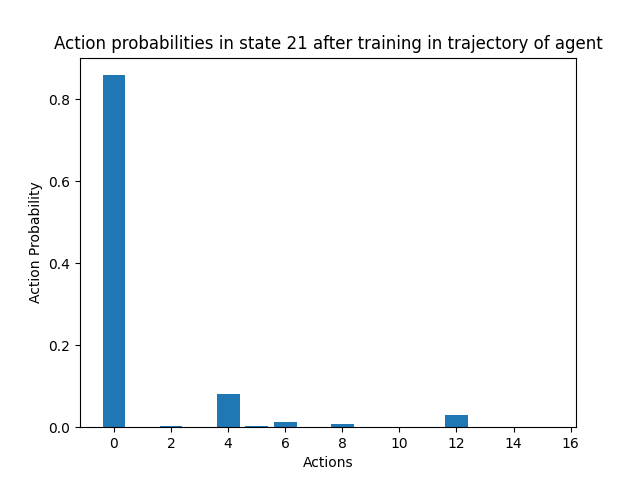 Action probabilities in state 21 after training in trajectory of agent
0.8
0.6
0.4
0.2
0.0
Action Probability
0 2 4 6 8 10 12 14 16
Actions